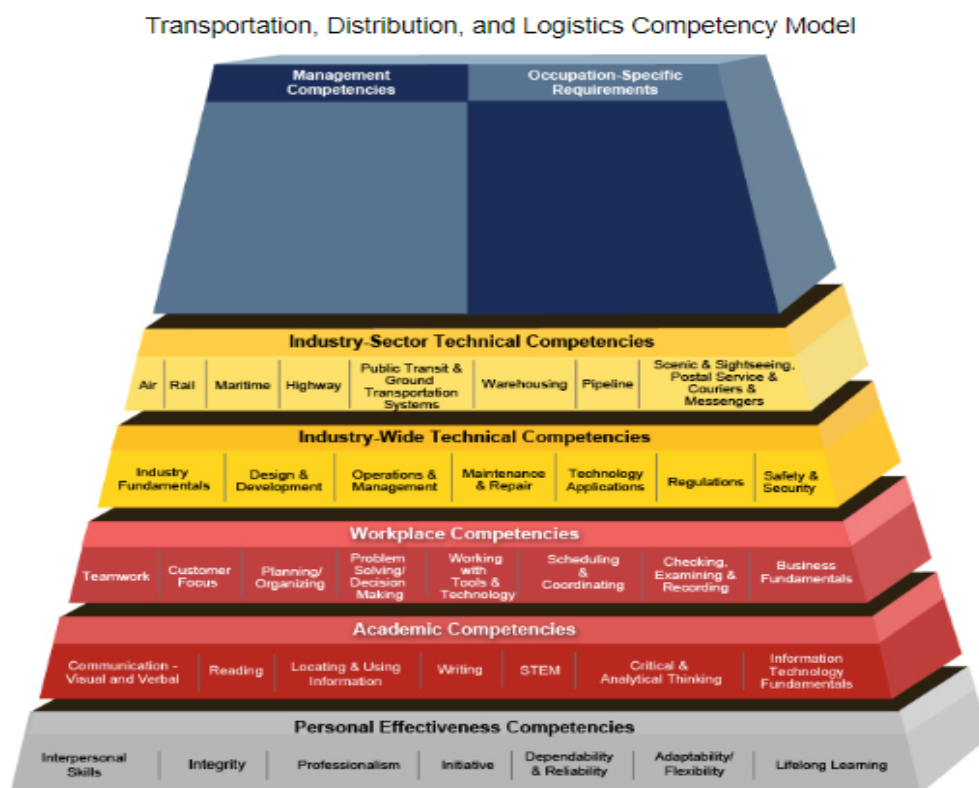 Transportation, Distribution, and Logistics Competency Model
Management
Competencies
Occupation-Specific
Requirements
Industry-Sector Technical Competencies
Air
Rail
Maritime
Highway
Public Transit &
Ground
Transportation
Systems
Warehousing
Pipeline
Scenic & Sightseeing,
Postal Service &
Couriers &
Messengers
Industry-Wide Technical Competencies
Industry
Fundamentals
Design &
Development
Operations &
Management
Maintenance
& Repair
Technology
Applications
Regulations
Safety &
Security
Workplace Competencies
Teamwork
Customer
Focus
Planning/
Organizing
Problem
Solving/
Decision
Making
Working
with
Tools &
Technology
Scheduling
&
Coordinating
Checking,
Examining &
Recording
Business
Fundamentals
Academic Competencies
Communication -
Visual and Verbal
Reading
Locating & Using
Information
Writing
STEM
Critical &
Analytical Thinking
Information
Technology
Fundamentals
Personal Effectiveness Competencies
Interpersonal
Skills
Integrity
Professionalism
Initiative
Dependability
& Reliability
Adaptability/
Flexibility
Lifelong Learning